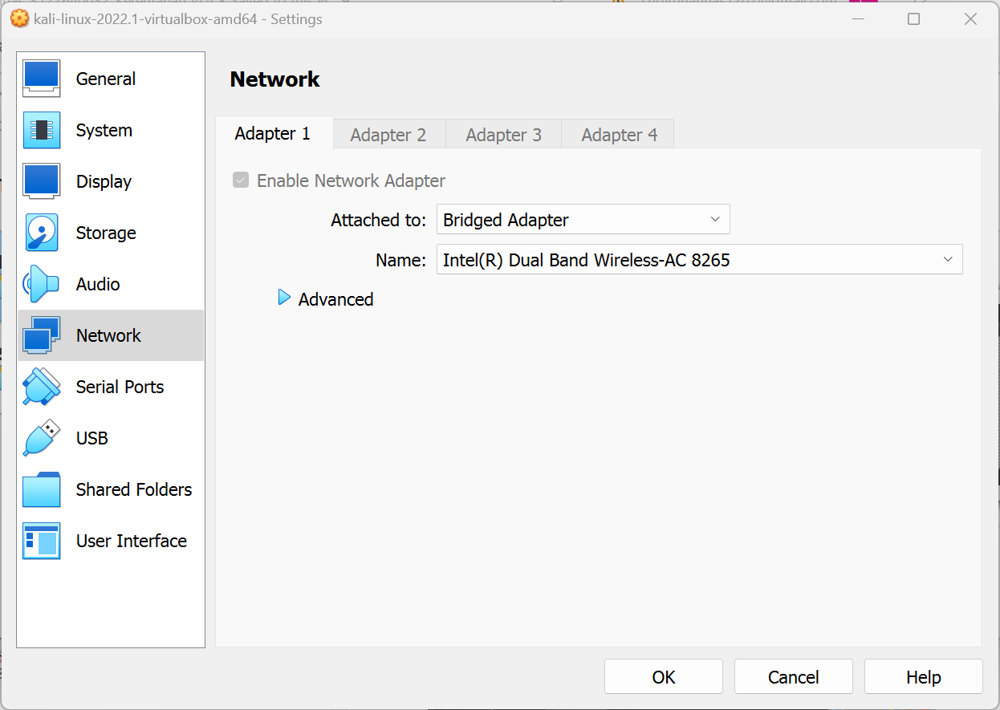 kali-linux-2022.1-virtualbox-amd64 - Settings
General
System
Display
Storage
Audio
Network
Serial Ports
USB
Shared Folders
User Interface
Network
Adapter 1
Adapter 2
Adapter 3
Adapter 4
Enable Network Adapter
Attached to: Bridged Adapter
Name: Intel(R) Dual Band Wireless-AC 8265
Advanced
OK
Cancel
Help